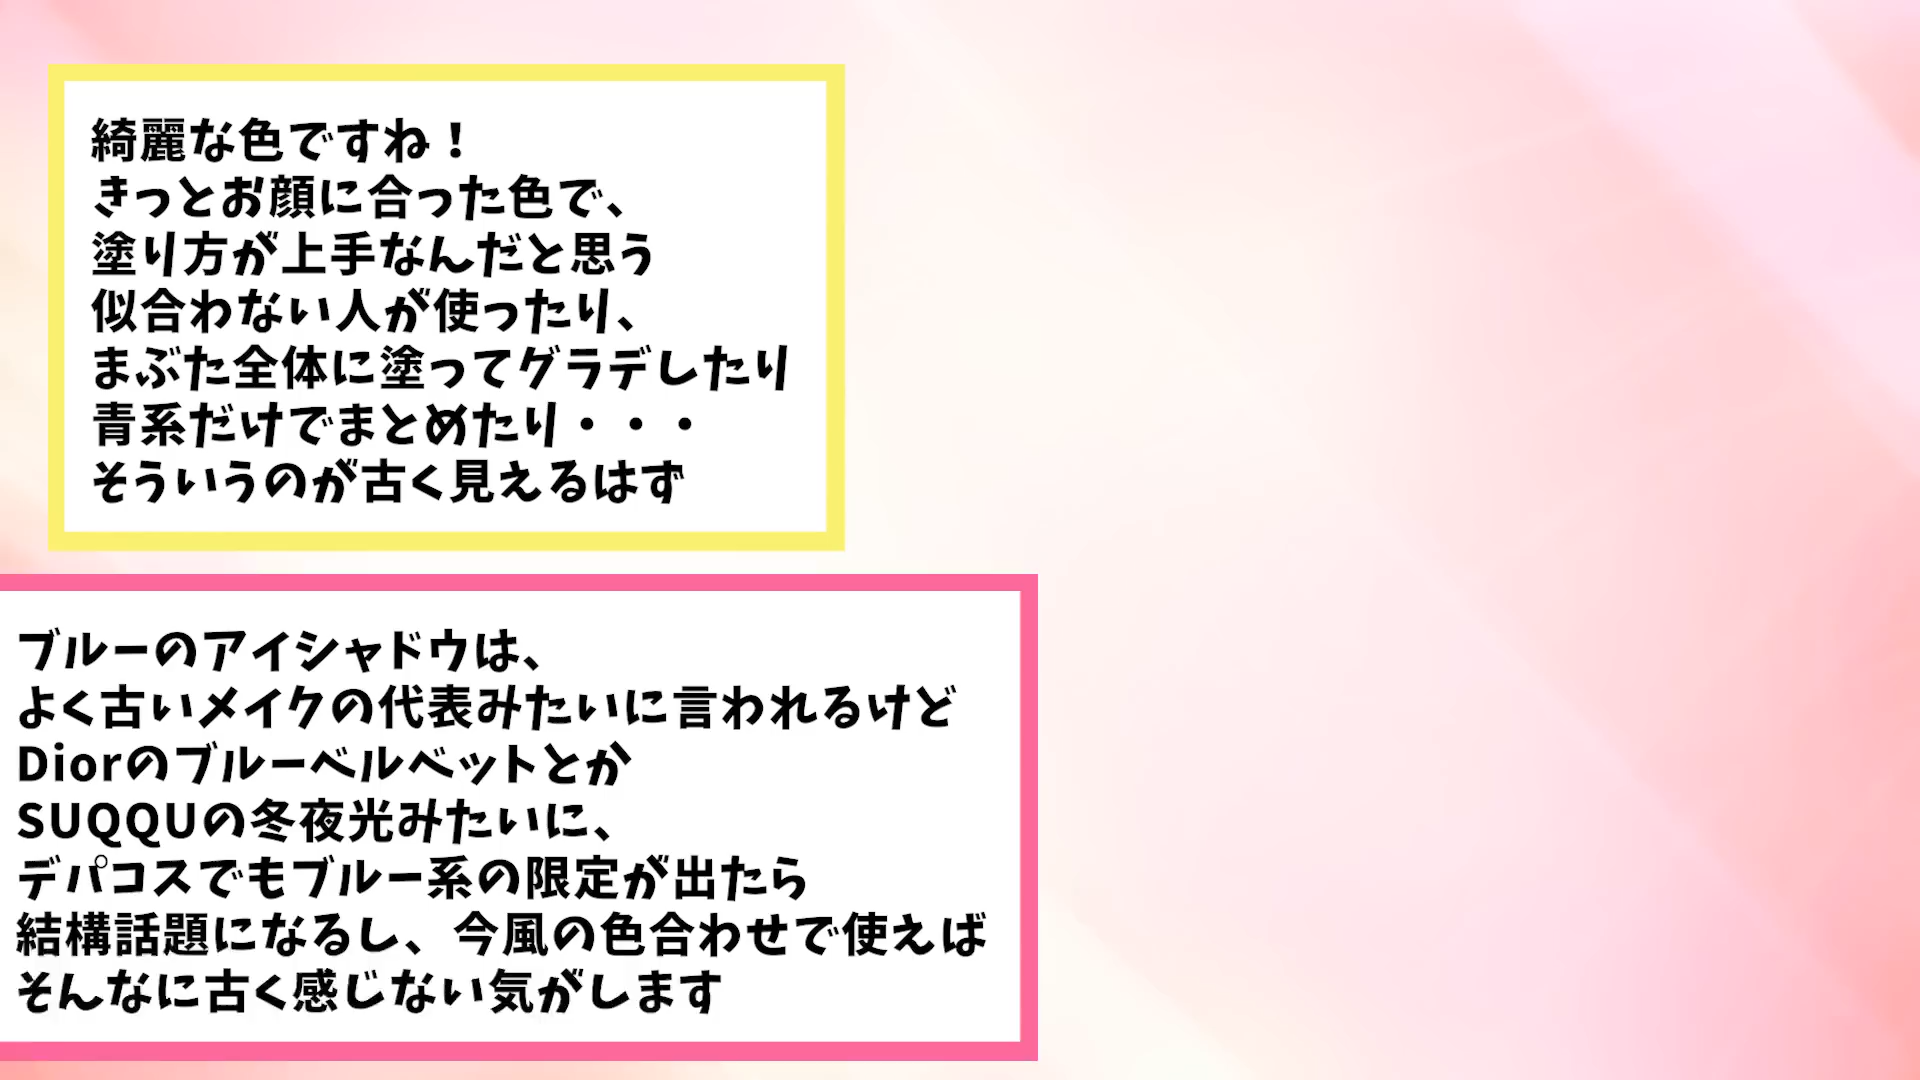 綺麗な色ですね！
きっとお顔に合った色で、
塗り方が上手なんだと思う
似合わない人が使ったり、
まぶた全体に塗ってグラデしたり
青系だけでまとめたり・・・
そういうのが古く見えるはず
ブルーのアイシャドウは、
よく古いメイクの代表みたいに言われるけど
Diorのブルーベルベットとか
SUQQUの冬夜光みたいに、
デパコスでもブルー系の限定が出たら
結構話題になるし、今風の色合わせで使えば
そんなに古く感じない気がします